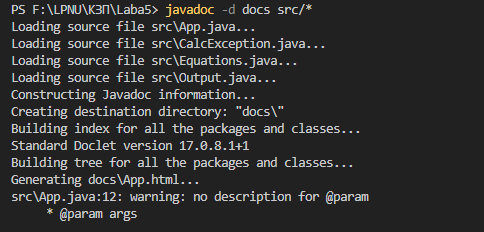 PS F:\LPNU\КЗП\Laba5> javadoc -d docs src/*
Loading source file src\App.java...
Loading source file src\CalcException.java...
Loading source file src\Equations.java...
Loading source file src\Output.java...
Constructing Javadoc information...
Creating destination directory: "docs\"
Building index for all the packages and classes...
Standard Doclet version 17.0.8.1+1
Building tree for all the packages and classes...
Generating docs\App.html...
src\App.java:12: warning: no description for @param
     * @param args